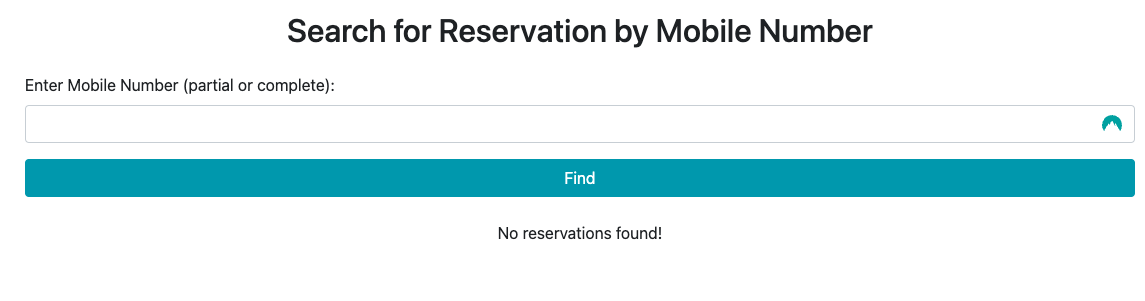 Search for Reservation by Mobile Number
Enter Mobile Number (partial or complete):
Find
No reservations found!